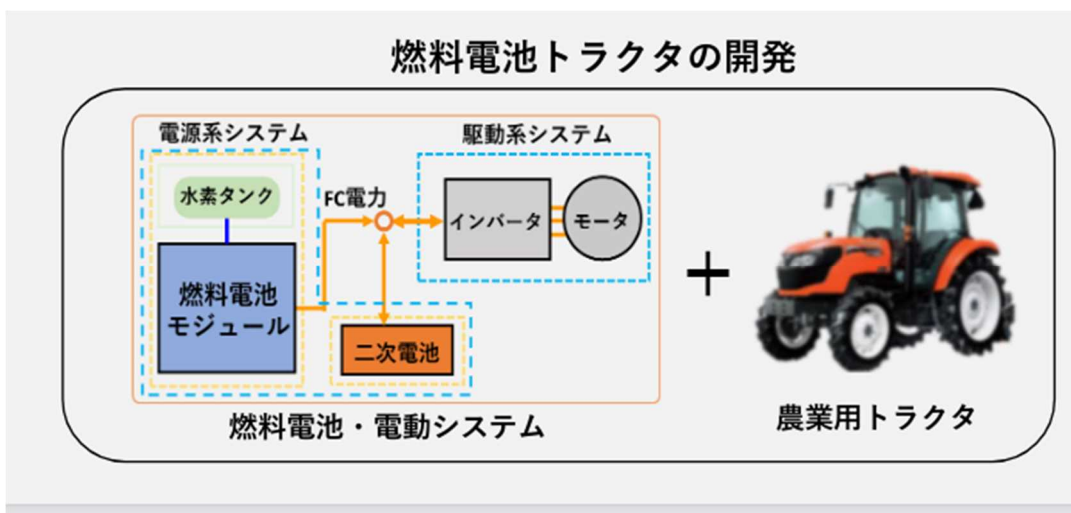 燃料電池トラクタの開発
電源系システム
駆動系システム
水素タンク
FC電力
インバータ
モータ
燃料電池
モジュール
二次電池
燃料電池・電動システム
+
農業用トラクタ